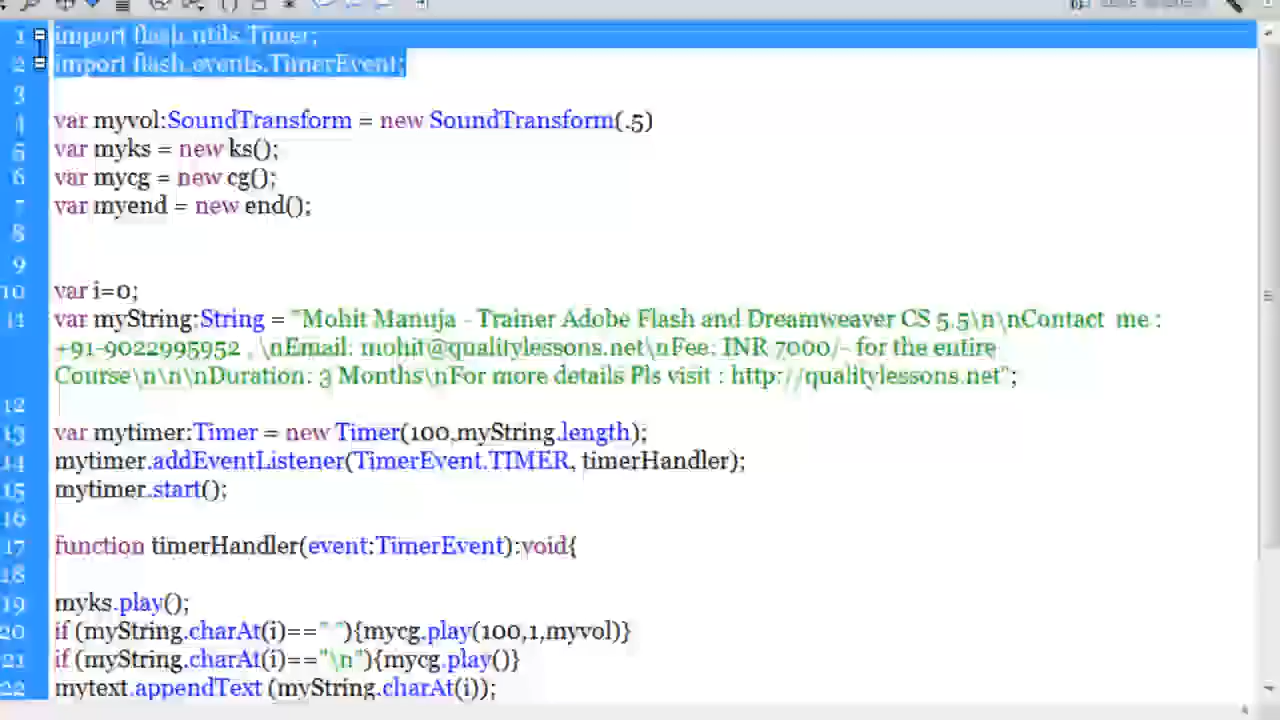 1 import flash.utils.Timer;
2 import flash.events.TimerEvent;
3
4 var myvol:SoundTransform = new SoundTransform(.5)
5 var myks = new ks();
6 var mycg = new cg();
7 var myend = new end();
8
9
10 var i=0;
11 var myString:String = "Mohit Manuja - Trainer Adobe Flash and Dreamweaver CS 5.5\n\nContact me :
+91-9022995952 , \nEmail: mohit@qualitylessons.net\nFee: INR 7000/- for the entire
Course\n\n\nDuration: 3 Months\nFor more details Pls visit : http://qualitylessons.net";
12
13 var mytimer:Timer = new Timer(100,myString.length);
14 mytimer.addEventListener(TimerEvent.TIMER, timerHandler);
15 mytimer.start();
16
17 function timerHandler(event:TimerEvent):void{
18
19 myks.play();
20 if (myString.charAt(i)==" "){mycg.play(100,1,myvol)}
21 if (myString.charAt(i)=="\n"){mycg.play()}
22 mytext.appendText (myString.charAt(i));